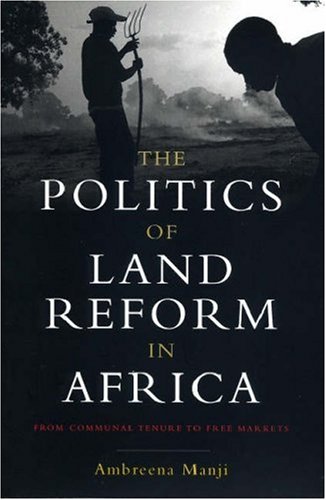 THE
POLITICS
OF
LAND
REFORM
IN
AFRICA
FROM COMMUNAL TENURE TO FREE MARKETS
Ambreena Manji